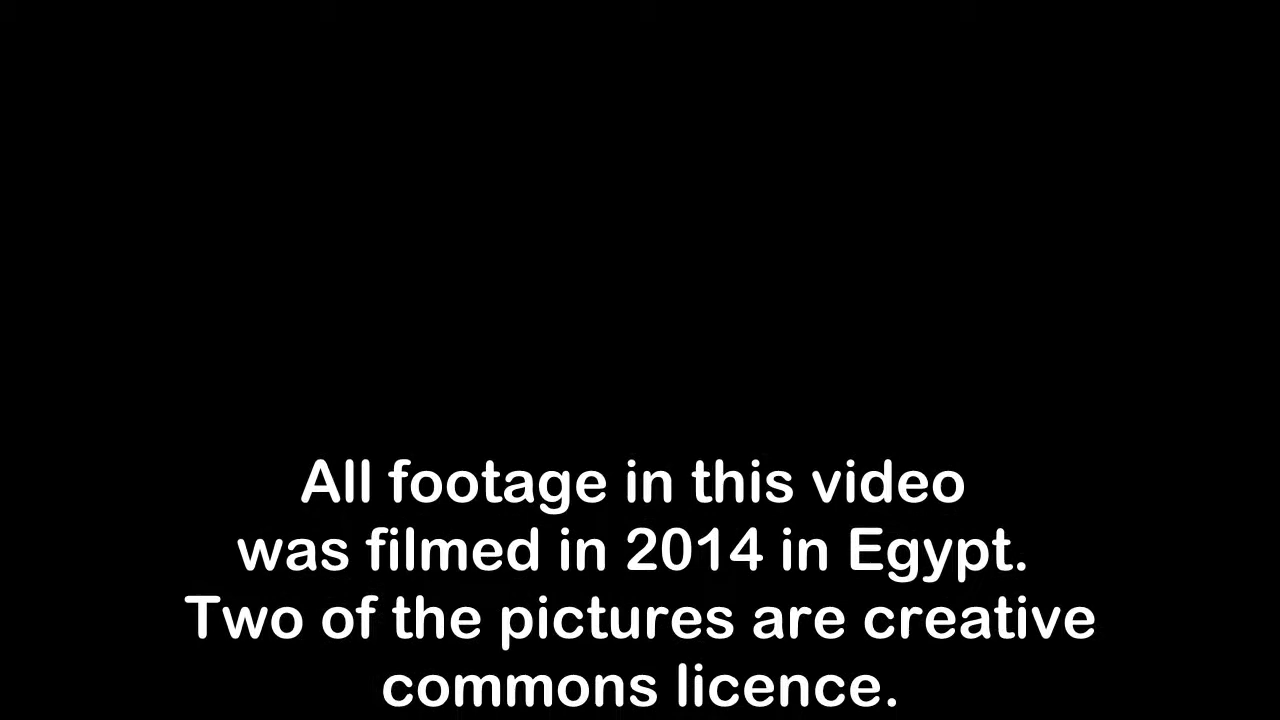 All footage in this video
was filmed in 2014 in Egypt.
Two of the pictures are creative
commons licence.